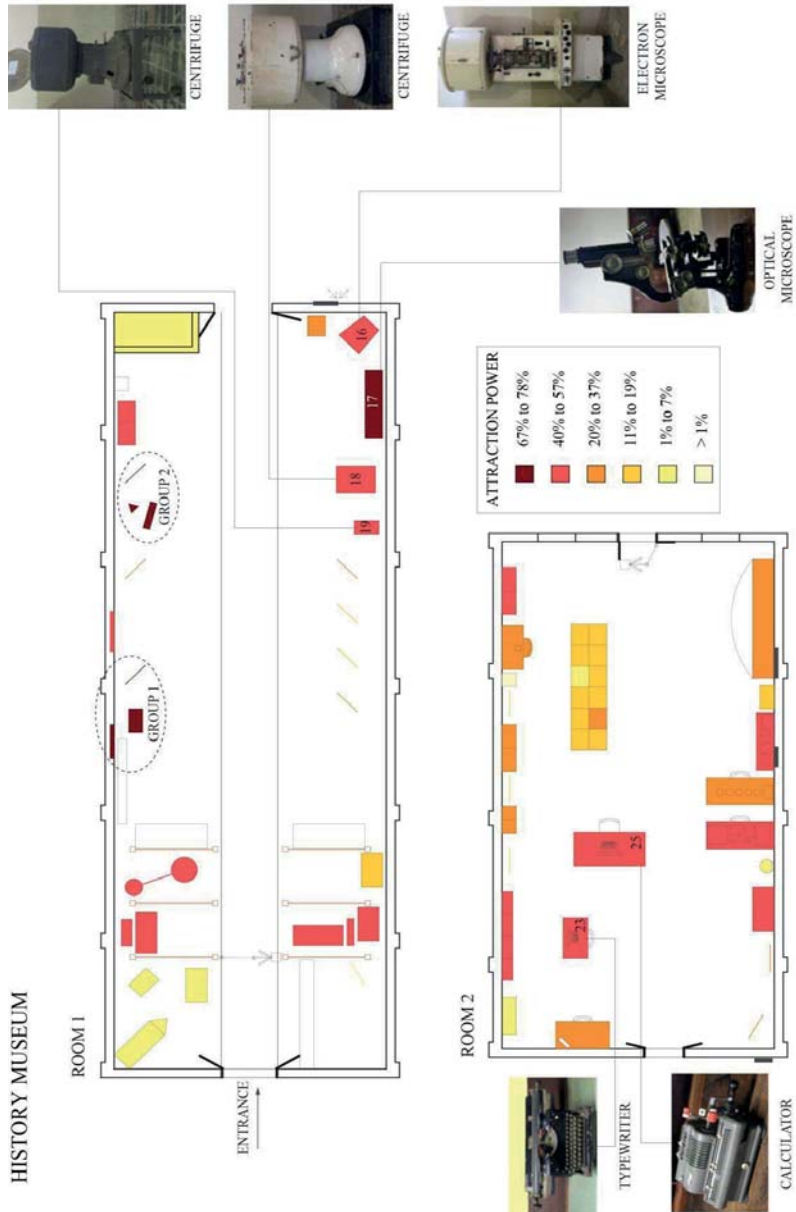 HISTORY MUSEUM
ROOM 1
ENTRANCE
GROUP 1
GROUP 2
16
17
18
19
CENTRIFUGE
CENTRIFUGE
ELECTRON
MICROSCOPE
OPTICAL
MICROSCOPE
ATTRACTION POWER
67% to 78%
40% to 57%
20% to 37%
11% to 19%
1% to 7%
> 1%
ROOM 2
23
25
TYPEWRITER
CALCULATOR